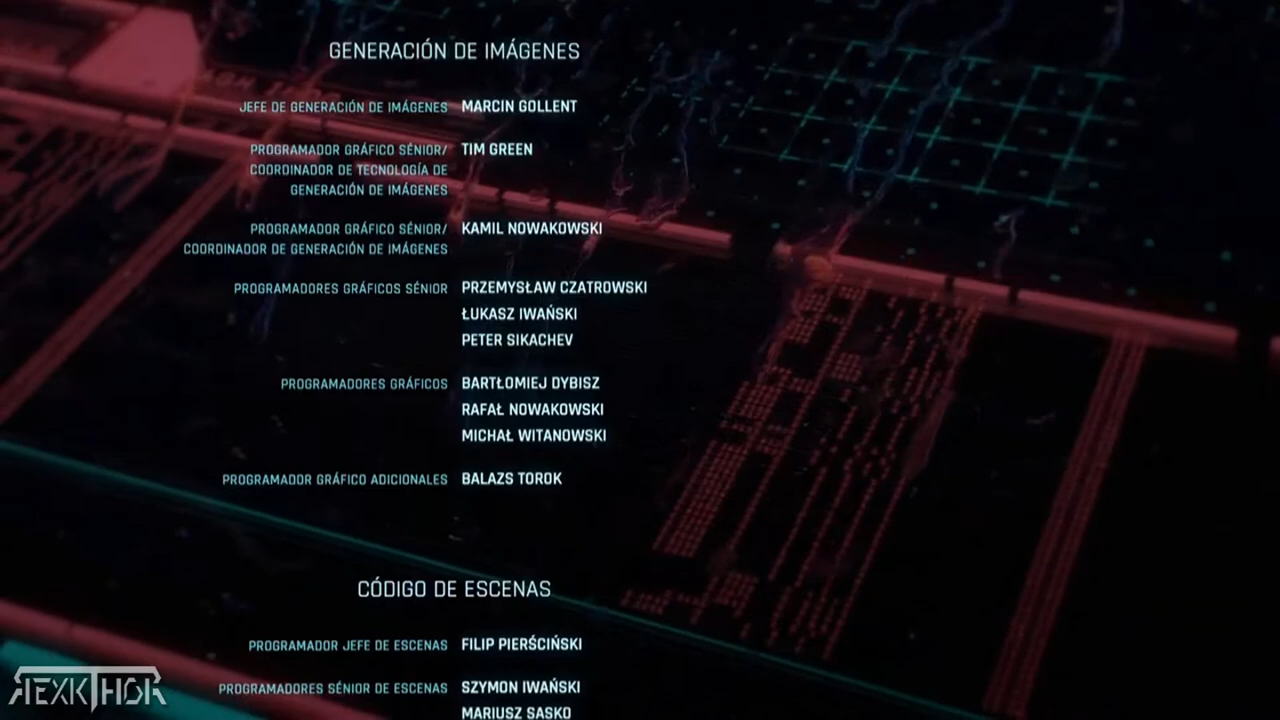 GENERACIÓN DE IMÁGENES
JEFE DE GENERACIÓN DE IMÁGENES MARCIN GOLLENT
PROGRAMADOR GRÁFICO SÉNIOR/ TIM GREEN
COORDINADOR DE TECNOLOGÍA DE
GENERACIÓN DE IMÁGENES
PROGRAMADOR GRÁFICO SÉNIOR/ KAMIL NOWAKOWSKI
COORDINADOR DE GENERACIÓN DE IMÁGENES
PROGRAMADORES GRÁFICOS SÉNIOR PRZEMYSŁAW CZATROWSKI
ŁUKASZ IWAŃSKI
PETER SIKACHEV
PROGRAMADORES GRÁFICOS BARTŁOMIEJ DYBISZ
RAFAŁ NOWAKOWSKI
MICHAŁ WITANOWSKI
PROGRAMADOR GRÁFICO ADICIONALES BALAZS TOROK
CÓDIGO DE ESCENAS
PROGRAMADOR JEFE DE ESCENAS FILIP PIERŚCIŃSKI
PROGRAMADORES SÉNIOR DE ESCENAS SZYMON IWAŃSKI
MARIUSZ SASKO
REXKTHOR